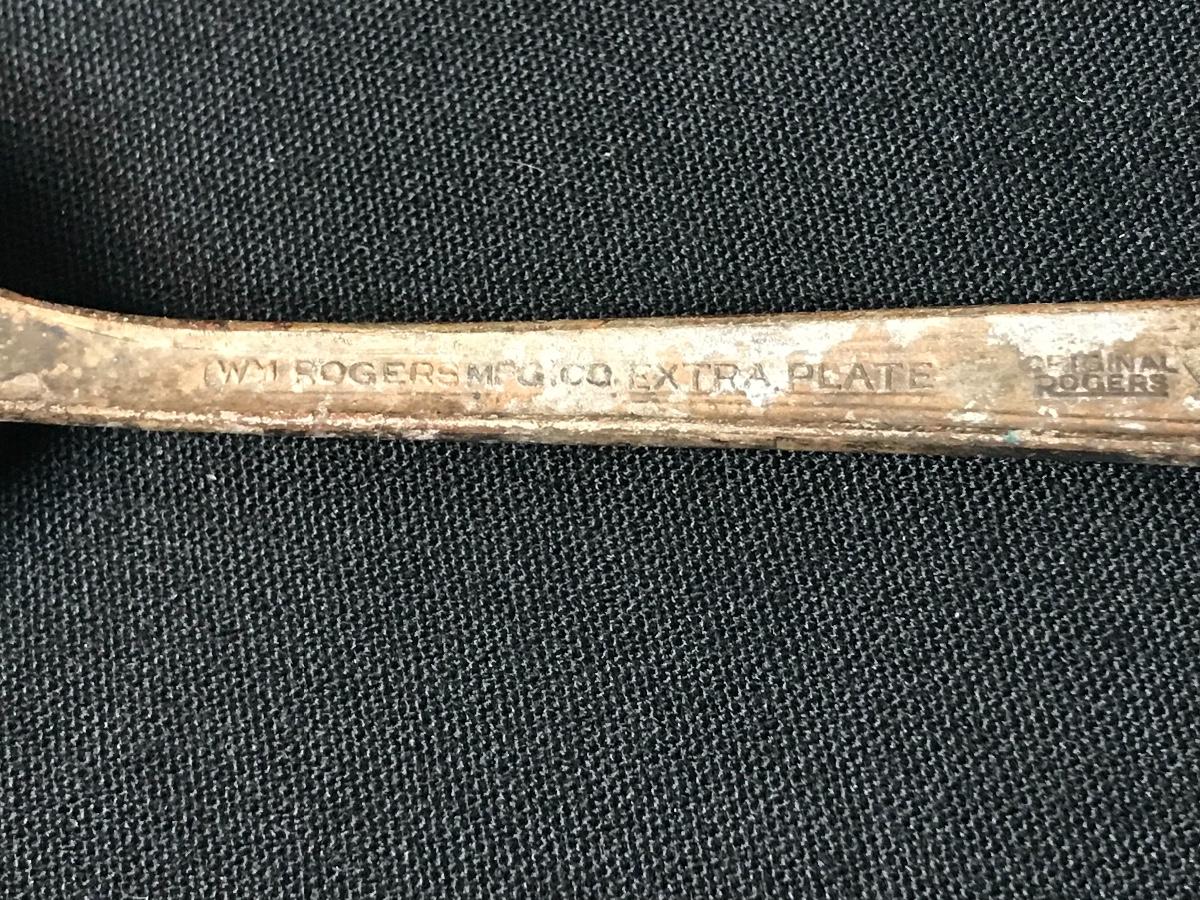 WM ROGERS MFG. CO. EXTRA PLATE
ORIGINAL
ROGERS